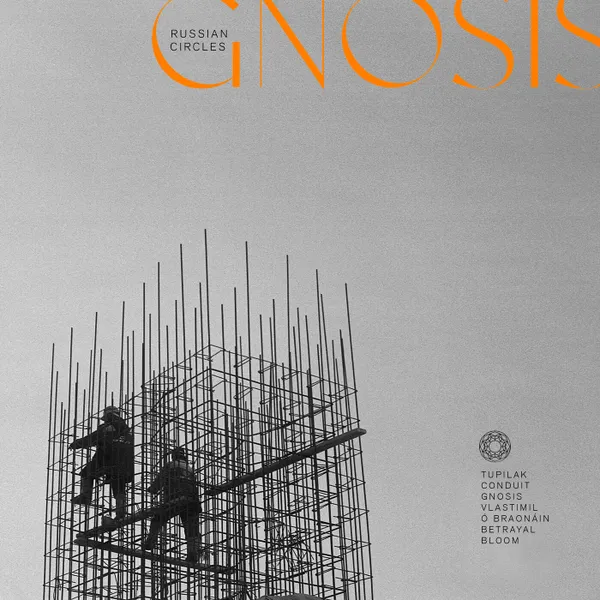 GNOSIS
RUSSIAN
CIRCLES
TUPILAK
CONDUIT
GNOSIS
VLASTIMIL
Ó BRAONÁIN
BETRAYAL
BLOOM